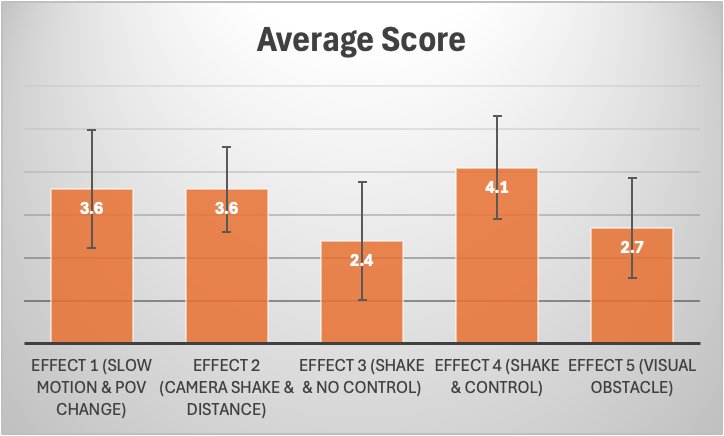 Average Score
3.6
3.6
2.4
4.1
2.7
EFFECT 1 (SLOW
MOTION & POV
CHANGE)
EFFECT 2
(CAMERA SHAKE &
DISTANCE)
EFFECT 3 (SHAKE
& NO CONTROL)
EFFECT 4 (SHAKE
& CONTROL)
EFFECT 5 (VISUAL
OBSTACLE)